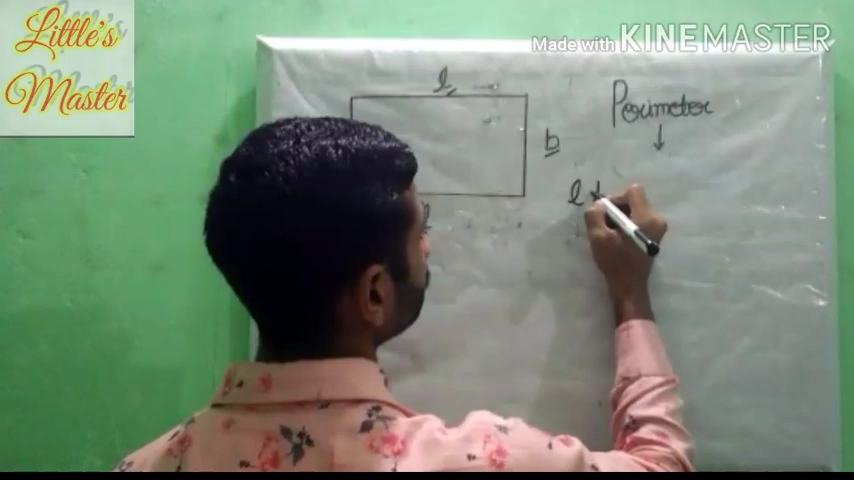 Little's
Master
Made with KINEMASTER
l
Perimeter
b
↓
l +
l